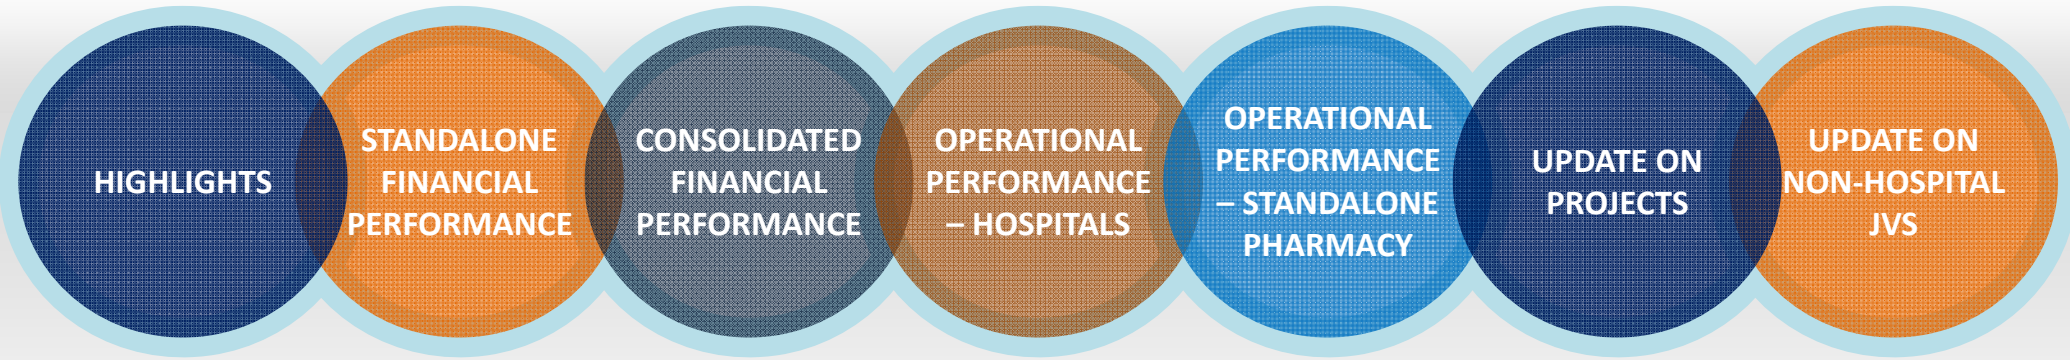 HIGHLIGHTS
STANDALONE
FINANCIAL
PERFORMANCE
CONSOLIDATED
FINANCIAL
PERFORMANCE
OPERATIONAL
PERFORMANCE
– HOSPITALS
OPERATIONAL
PERFORMANCE
– STANDALONE
PHARMACY
UPDATE ON
PROJECTS
UPDATE ON
NON-HOSPITAL
JVS